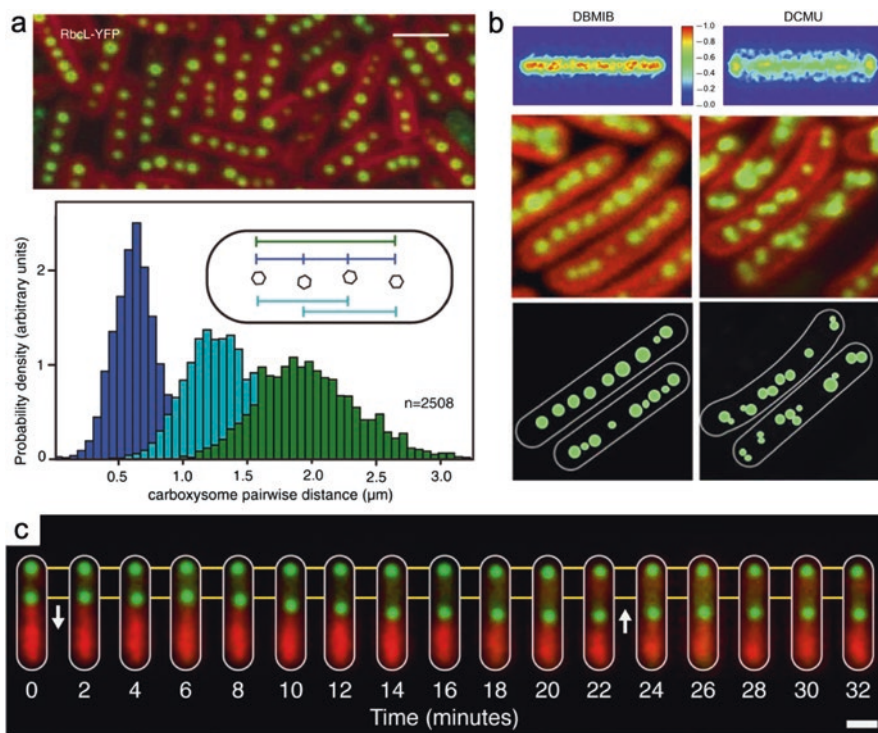 a
RbcL-YFP
Probability density (arbitrary units)
2
1
0
n=2508
0.5 1.0 1.5 2.0 2.5 3.0
carboxysome pairwise distance (µm)
b
DBMIB DCMU
1.0
0.8
0.6
0.4
0.2
0.0
c
0 2 4 6 8 10 12 14 16 18 20 22 24 26 28 30 32
Time (minutes)